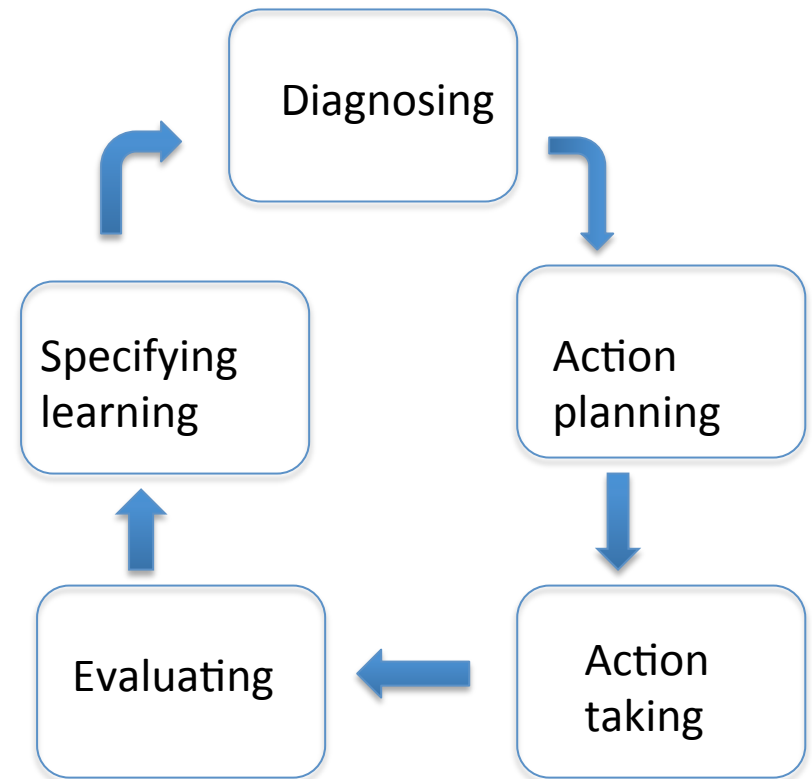 Diagnosing
Action
planning
Action
taking
Evaluating
Specifying
learning